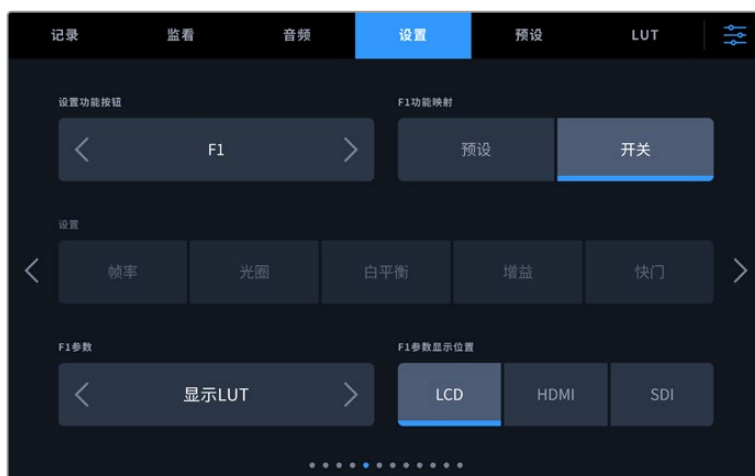 记录 监看 音频 设置 预设 LUT
设置功能按钮 F1功能映射
F1 预设 开关
设置
帧率 光圈 白平衡 增益 快门
F1参数 F1参数显示位置
显示LUT LCD HDMI SDI